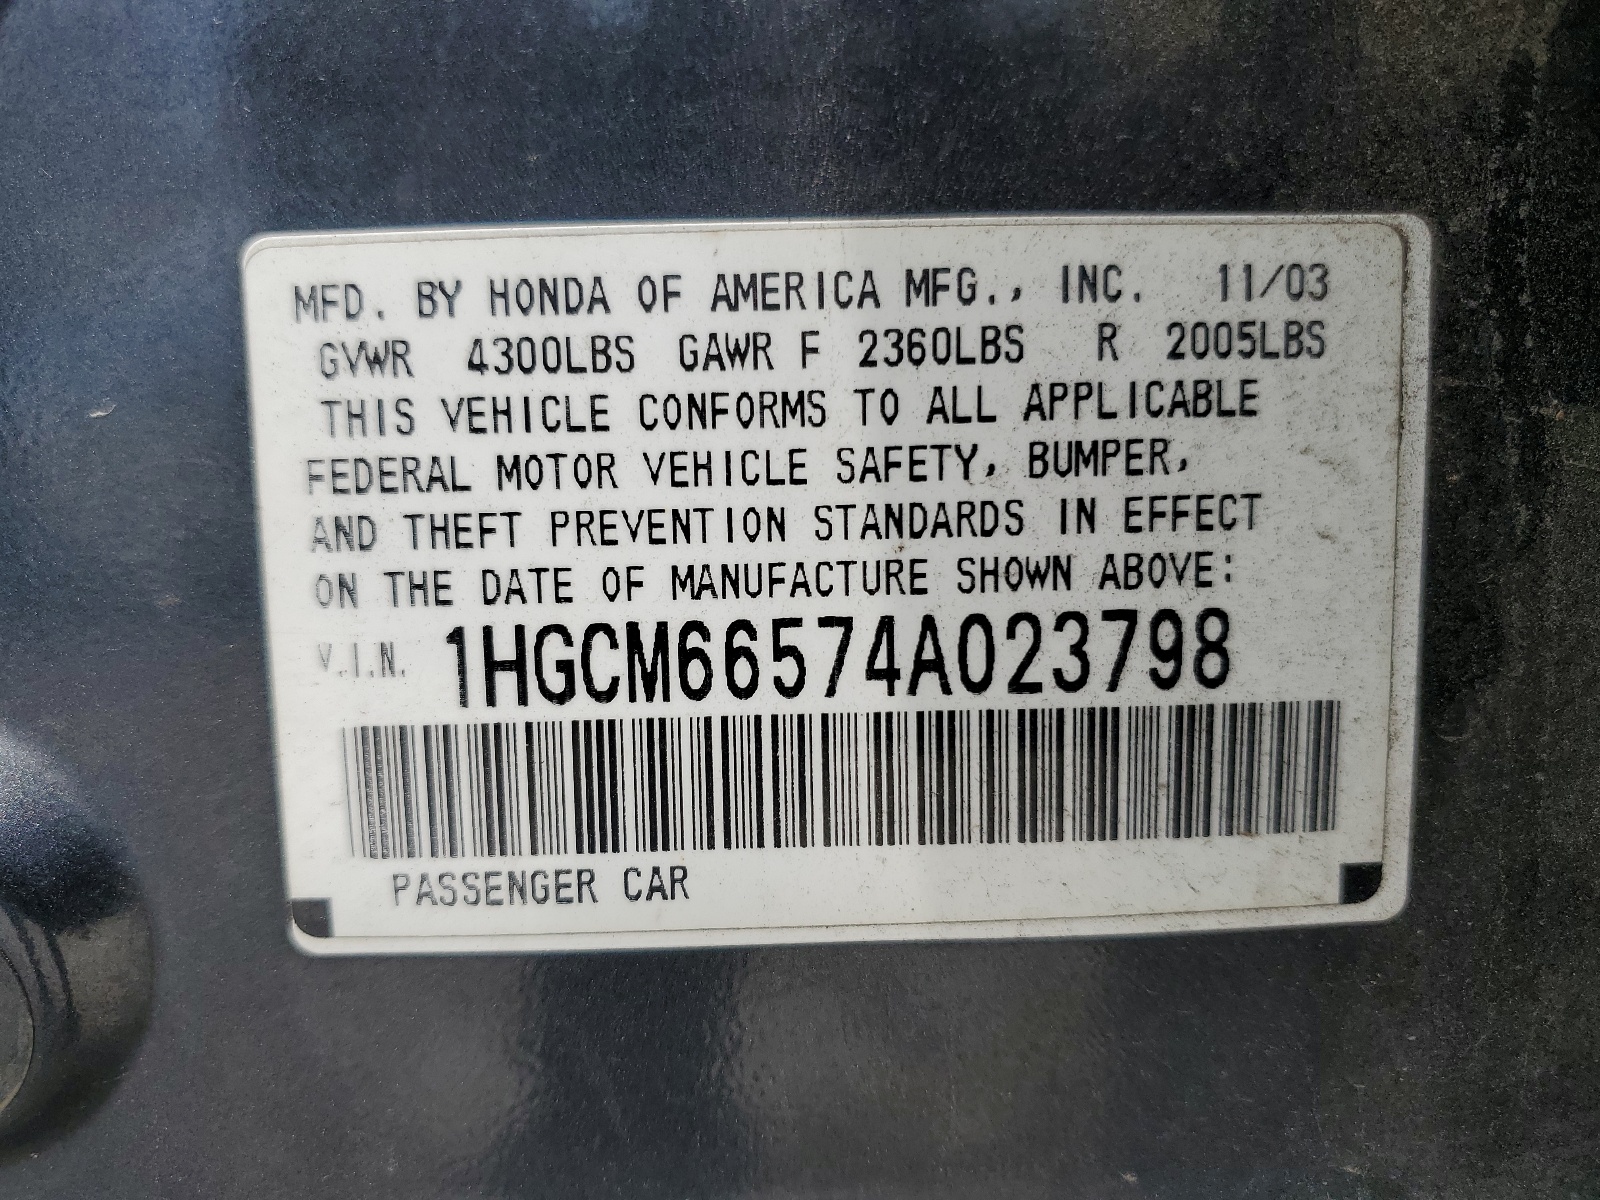 MFD. BY HONDA OF AMERICA MFG., INC. 11/03
GVWR 4300LBS GAWR F 2360LBS R 2005LBS
THIS VEHICLE CONFORMS TO ALL APPLICABLE
FEDERAL MOTOR VEHICLE SAFETY, BUMPER,
AND THEFT PREVENTION STANDARDS IN EFFECT
ON THE DATE OF MANUFACTURE SHOWN ABOVE:
V.I.N. 1HGCM66574A023798
PASSENGER CAR